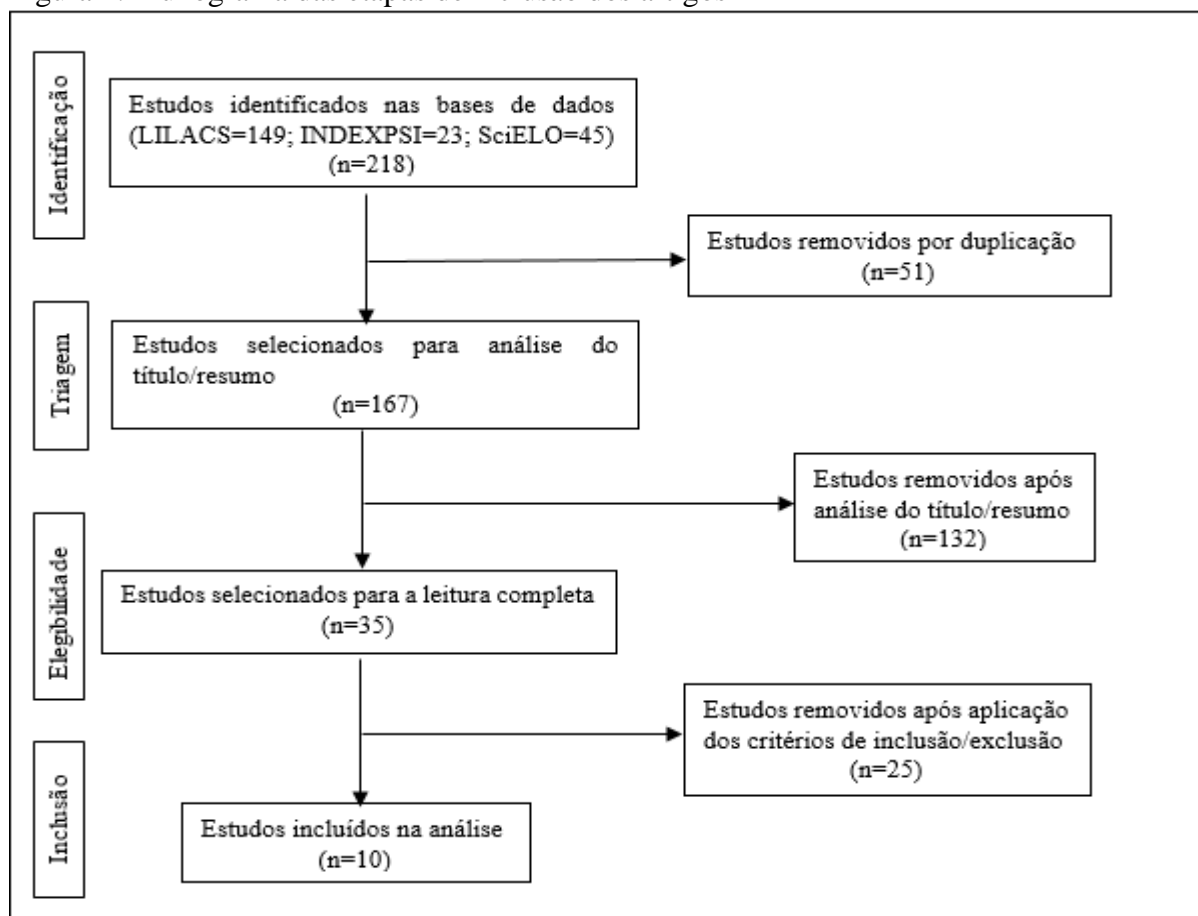 Identificação
Estudos identificados nas bases de dados
(LILACS=149; INDEXPSI=23; SciELO=45)
(n=218)
Estudos removidos por duplicação
(n=51)
Triagem
Estudos selecionados para análise do
título/resumo
(n=167)
Estudos removidos após
análise do título/resumo
(n=132)
Elegibilidade
Estudos selecionados para a leitura completa
(n=35)
Estudos removidos após aplicação
dos critérios de inclusão/exclusão
(n=25)
Inclusão
Estudos incluídos na análise
(n=10)